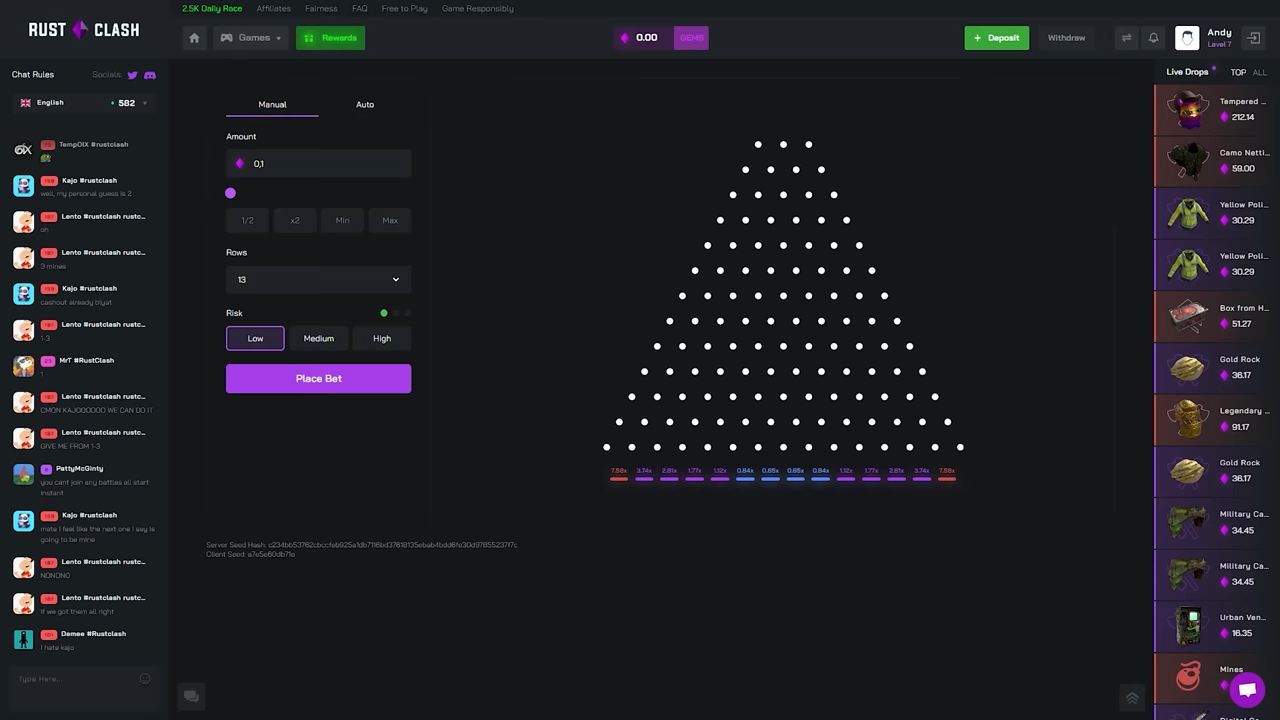 2.5K Daily Race Affiliates Fairness FAQ Free to Play Game Responsibly
RUST CLASH
Games
Rewards
0.00
GEMS
+ Deposit
Withdraw
Andy
Level 7
Chat Rules
Socials:
English
582
TempOIX #rustclash
Kajo #rustclash
well, my personal guess is 2
Lento #rustclash rustc...
oh
Lento #rustclash rustc...
3 mines
Kajo #rustclash
cashout already blyat
Lento #rustclash rustc...
1-3
MrT #RustClash
1
Lento #rustclash rustc...
CMON KAJOOOOOO WE CAN DO IT
Lento #rustclash rustc...
GIVE ME FROM 1-3
PattyMcGinty
you cant join any battles all start
instant
Kajo #rustclash
mate I feel like the next one I say is
going to be mine
Lento #rustclash rustc...
NONONO
Lento #rustclash rustc...
If we got them all right
Demee #Rustclash
I hate kajo
Type Here...
Manual
Auto
Amount
0,1
1/2
x2
Min
Max
Rows
13
Risk
Low
Medium
High
Place Bet
7.58x 3.74x 2.81x 1.77x 1.12x 0.84x 0.65x 0.65x 0.84x 1.12x 1.77x 2.81x 3.74x 7.58x
Client Seed: a7e5e60db71e
Live Drops
TOP
ALL
Tempered ...
212.14
Camo Netti...
59.00
Yellow Poli...
30.29
Yellow Poli...
30.29
Box from H...
51.27
Gold Rock
36.17
Legendary ...
91.17
Gold Rock
36.17
Military Ca...
34.45
Military Ca...
34.45
Urban Ven...
16.35
Mines